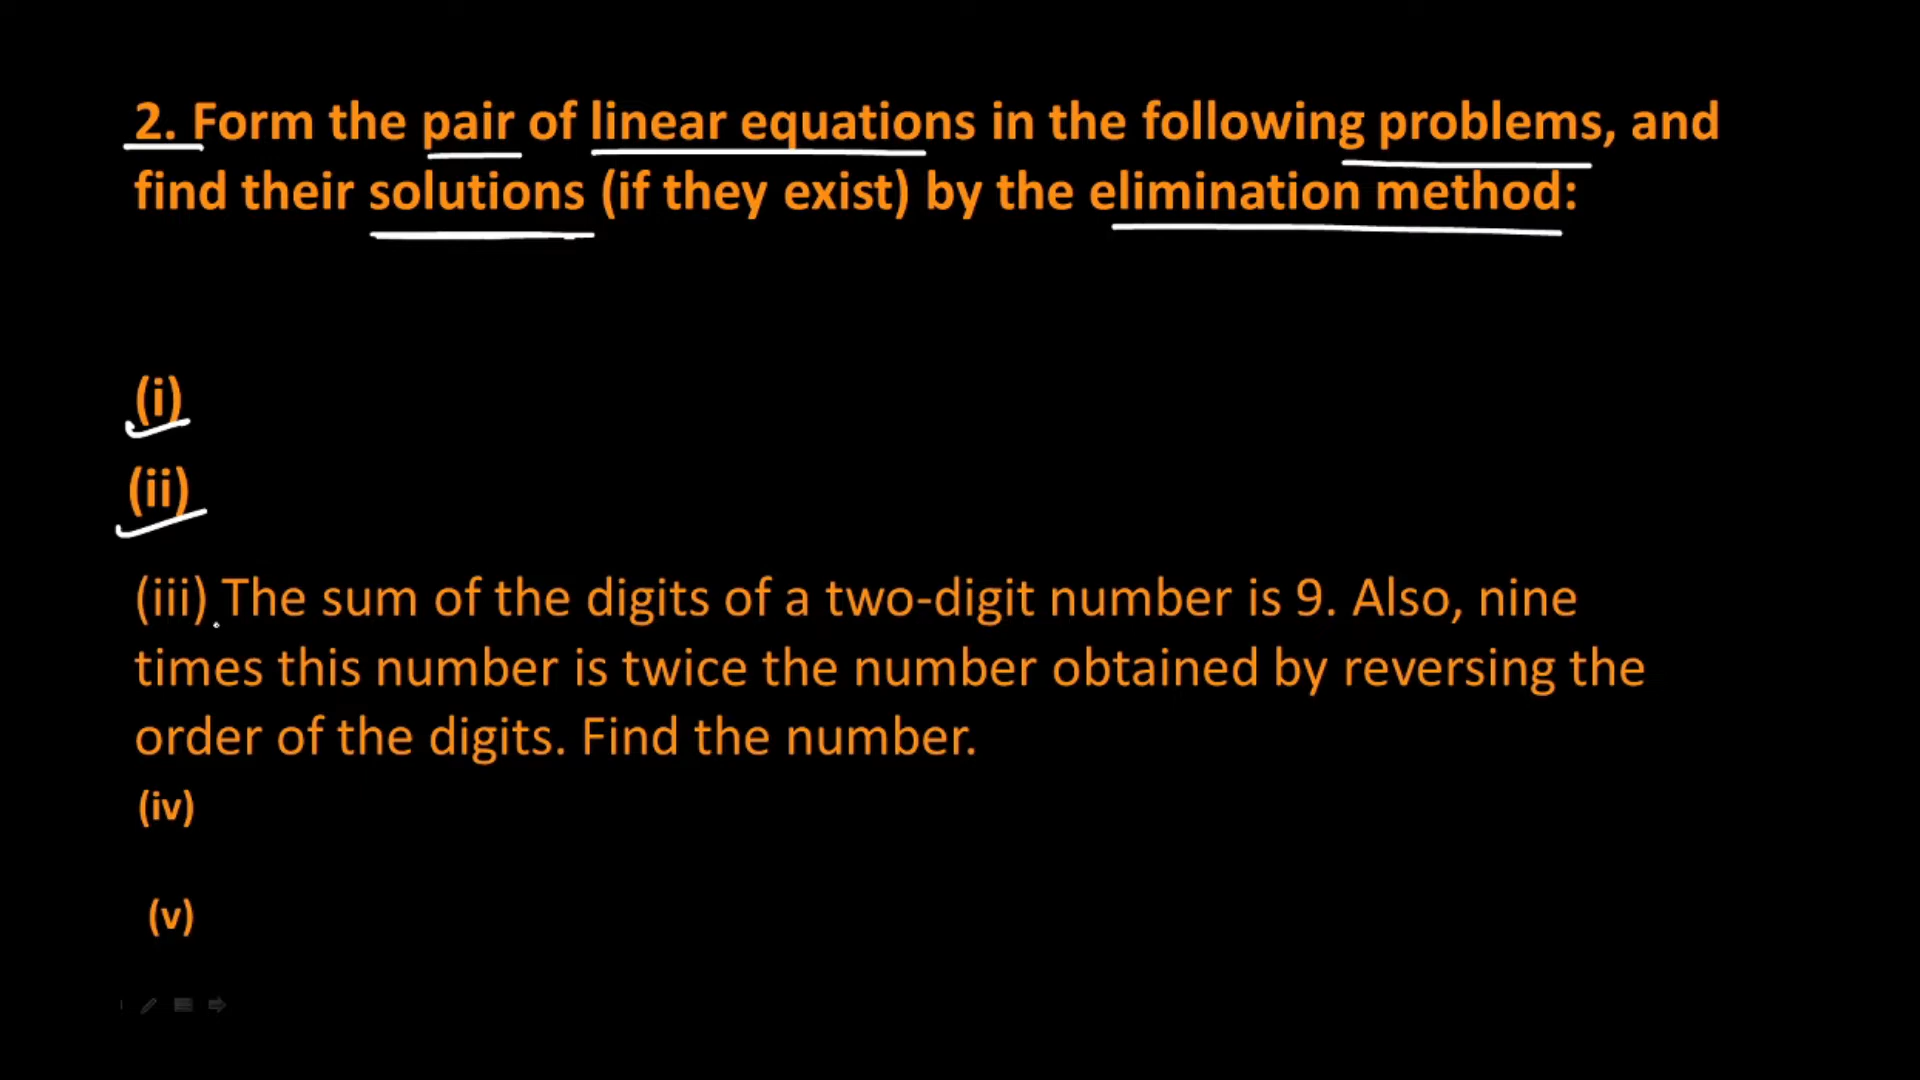 2. Form the pair of linear equations in the following problems, and
find their solutions (if they exist) by the elimination method:
(i)
(ii)
(iii) The sum of the digits of a two-digit number is 9. Also, nine
times this number is twice the number obtained by reversing the
order of the digits. Find the number.
(iv)
(v)